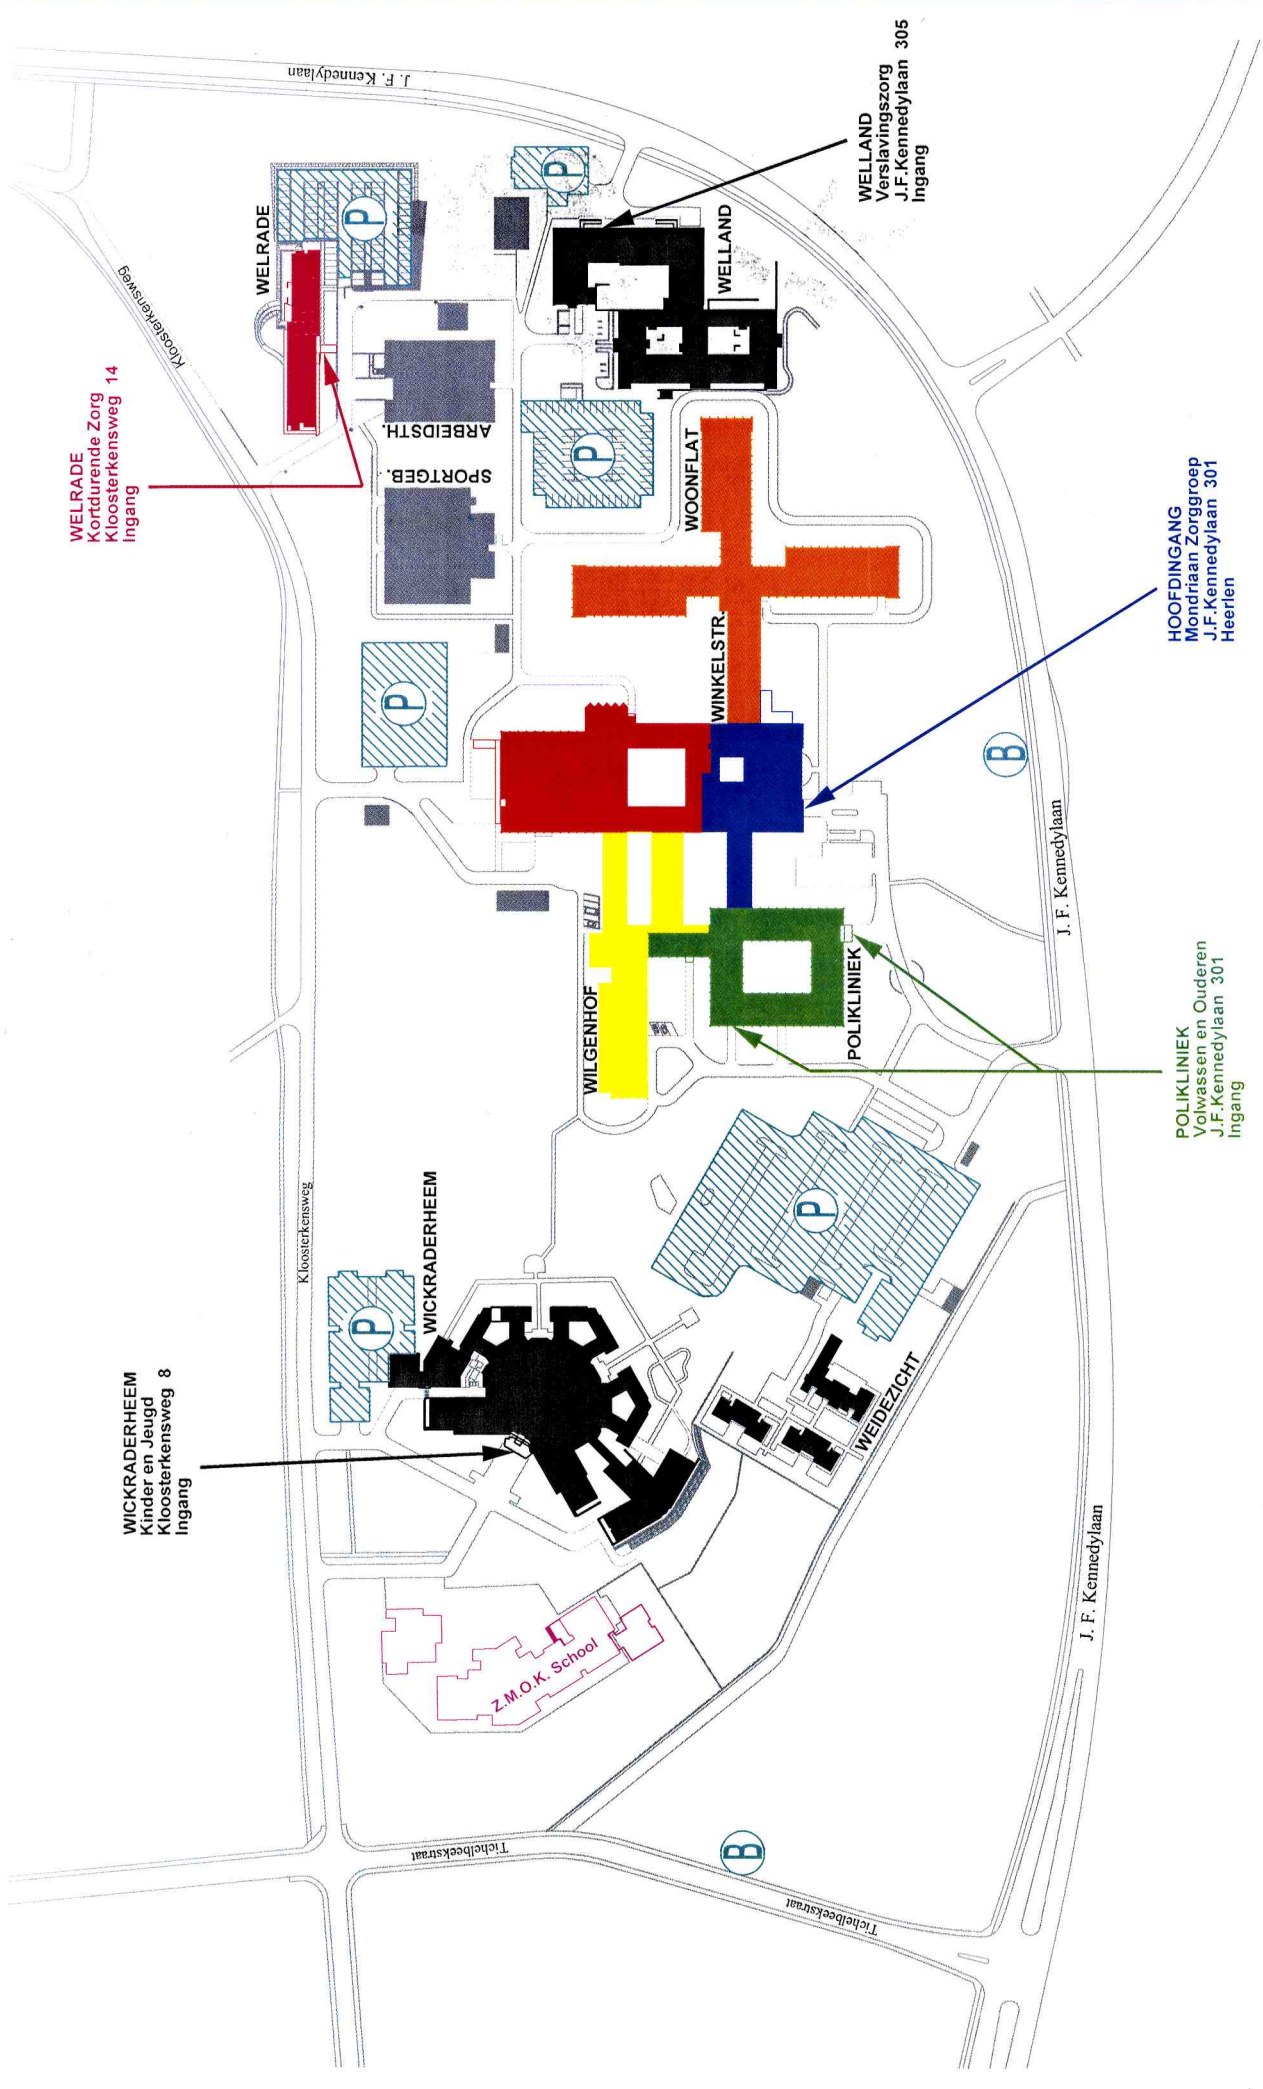 WICKRADERHEEM
Kinder en Jeugd
Kloosterkensweg 8
Ingang
WELRADE
Kortdurende Zorg
Kloosterkensweg 14
Ingang
Kloosterkensweg
Kloosterkensweg
WELRADE
P
J. F. Kennedylaan
P
P
WICKRADERHEEM
SPORTGEB.
ARBEIDSTH.
P
P
Z.M.O.K. School
Tichelbeekstraat
WILGENHOF
WINKELSTR.
WOONFLAT
WELLAND
WELLAND
Verslavingszorg
J.F.Kennedylaan 305
Ingang
B
Tichelbeekstraat
WEIDEZICHT
P
POLIKLINIEK
B
J. F. Kennedylaan
J. F. Kennedylaan
POLIKLINIEK
Volwassen en Ouderen
J.F.Kennedylaan 301
Ingang
HOOFDINGANG
Mondriaan Zorggroep
J.F.Kennedylaan 301
Heerlen